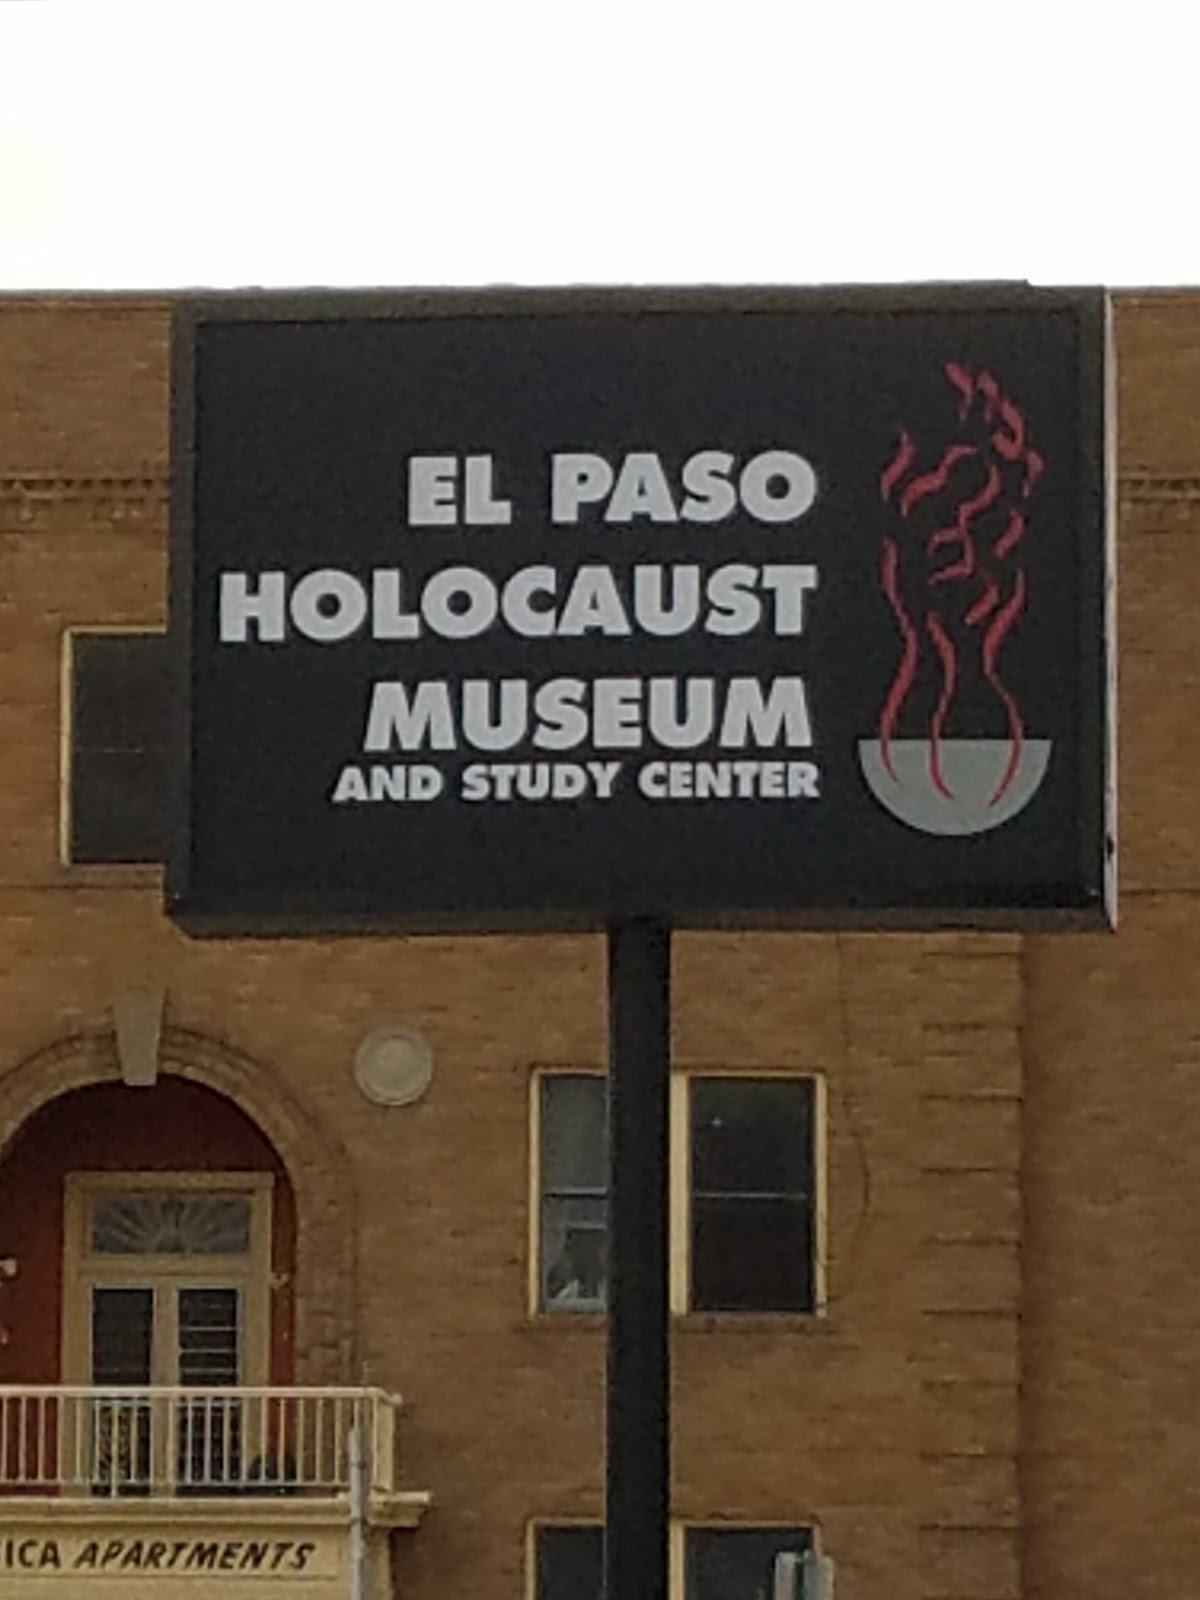 EL PASO
HOLOCAUST
MUSEUM
AND STUDY CENTER
APARTMENTS